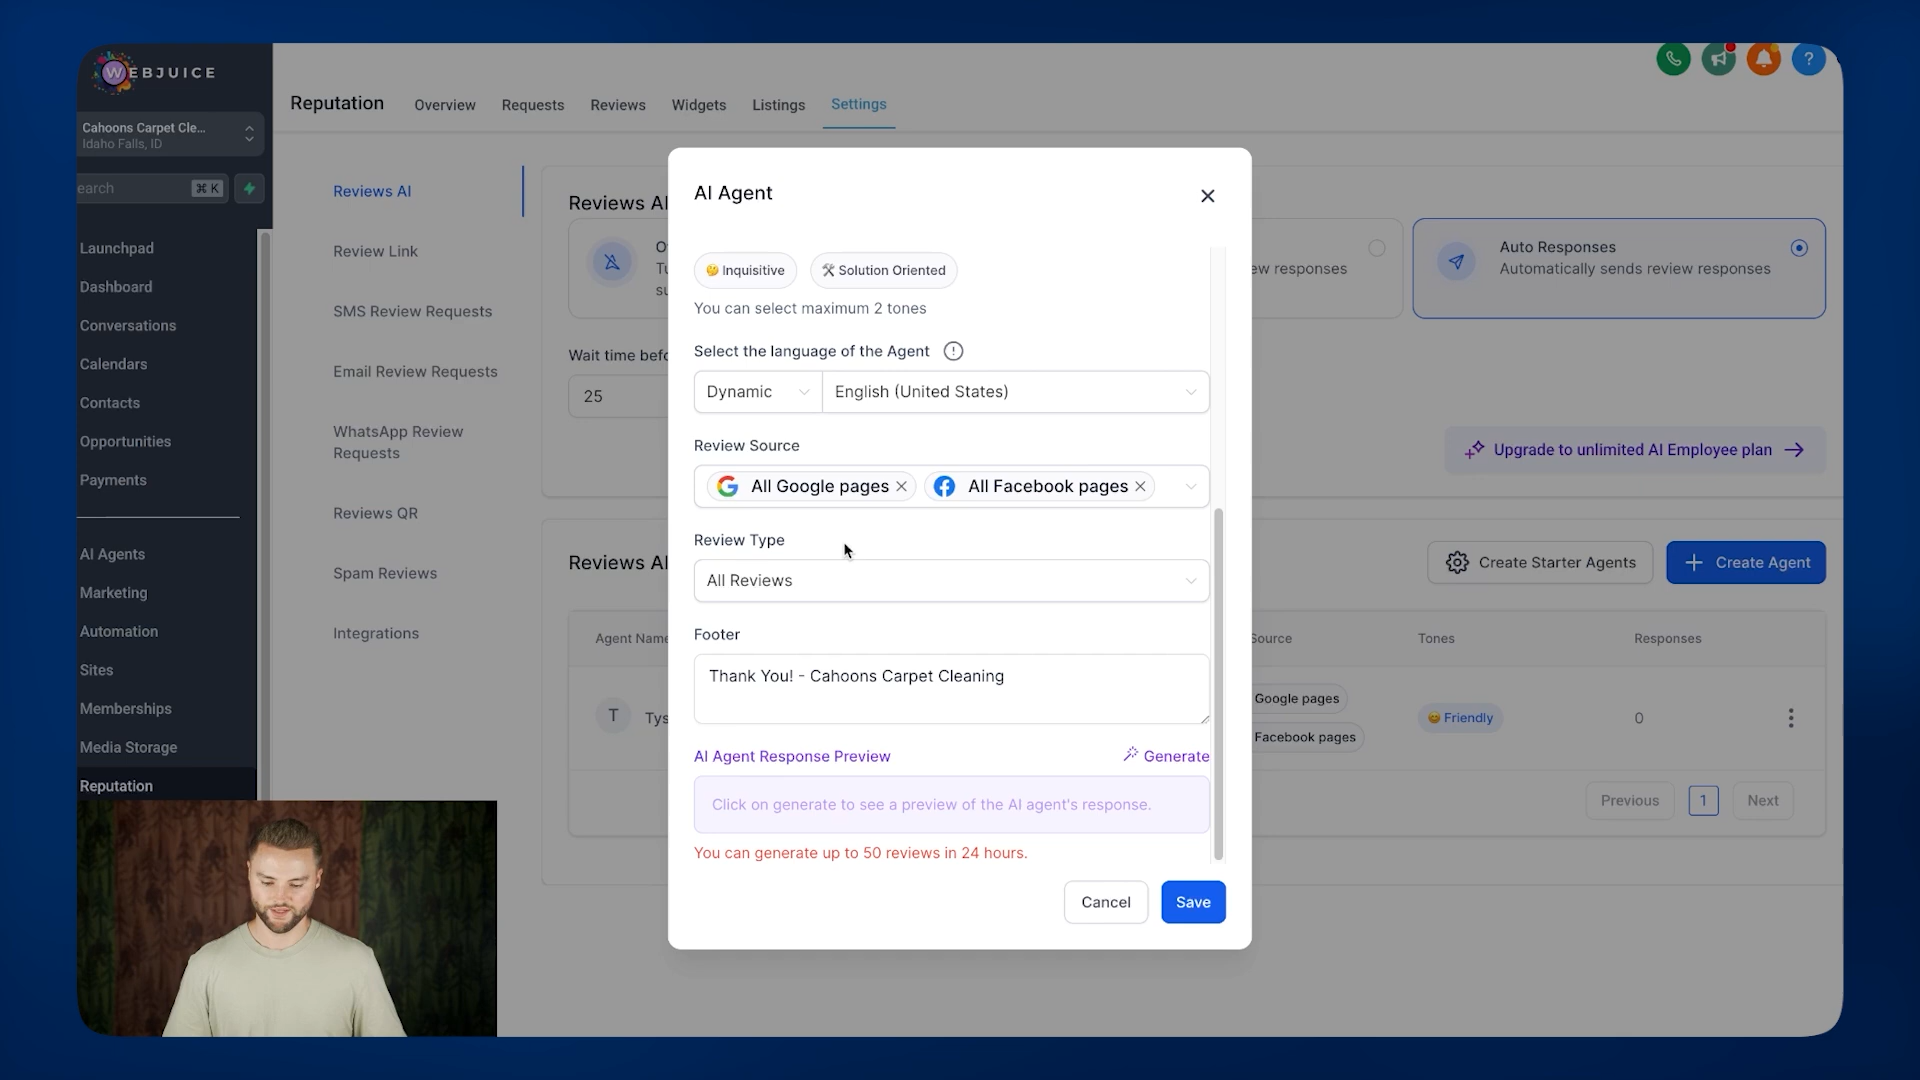 WEBJUICE
Cahoons Carpet Cle...
Idaho Falls, ID
earch
⌘ K
Launchpad
Dashboard
Conversations
Calendars
Contacts
Opportunities
Payments
AI Agents
Marketing
Automation
Sites
Memberships
Media Storage
Reputation
Reputation
Overview
Requests
Reviews
Widgets
Listings
Settings
?
Reviews AI
Review Link
SMS Review Requests
Email Review Requests
WhatsApp Review
Requests
Reviews QR
Spam Reviews
Integrations
Reviews AI
ew responses
Auto Responses
Automatically sends review responses
Wait time befo
25
Upgrade to unlimited AI Employee plan
Reviews AI
Create Starter Agents
+ Create Agent
Agent Name
Source
Tones
Responses
T
Tys
Google pages
Facebook pages
Friendly
0
Previous
1
Next
AI Agent
Inquisitive
Solution Oriented
You can select maximum 2 tones
Select the language of the Agent
Dynamic
English (United States)
Review Source
All Google pages
All Facebook pages
Review Type
All Reviews
Footer
Thank You! - Cahoons Carpet Cleaning
AI Agent Response Preview
Generate
Click on generate to see a preview of the AI agent's response.
You can generate up to 50 reviews in 24 hours.
Cancel
Save